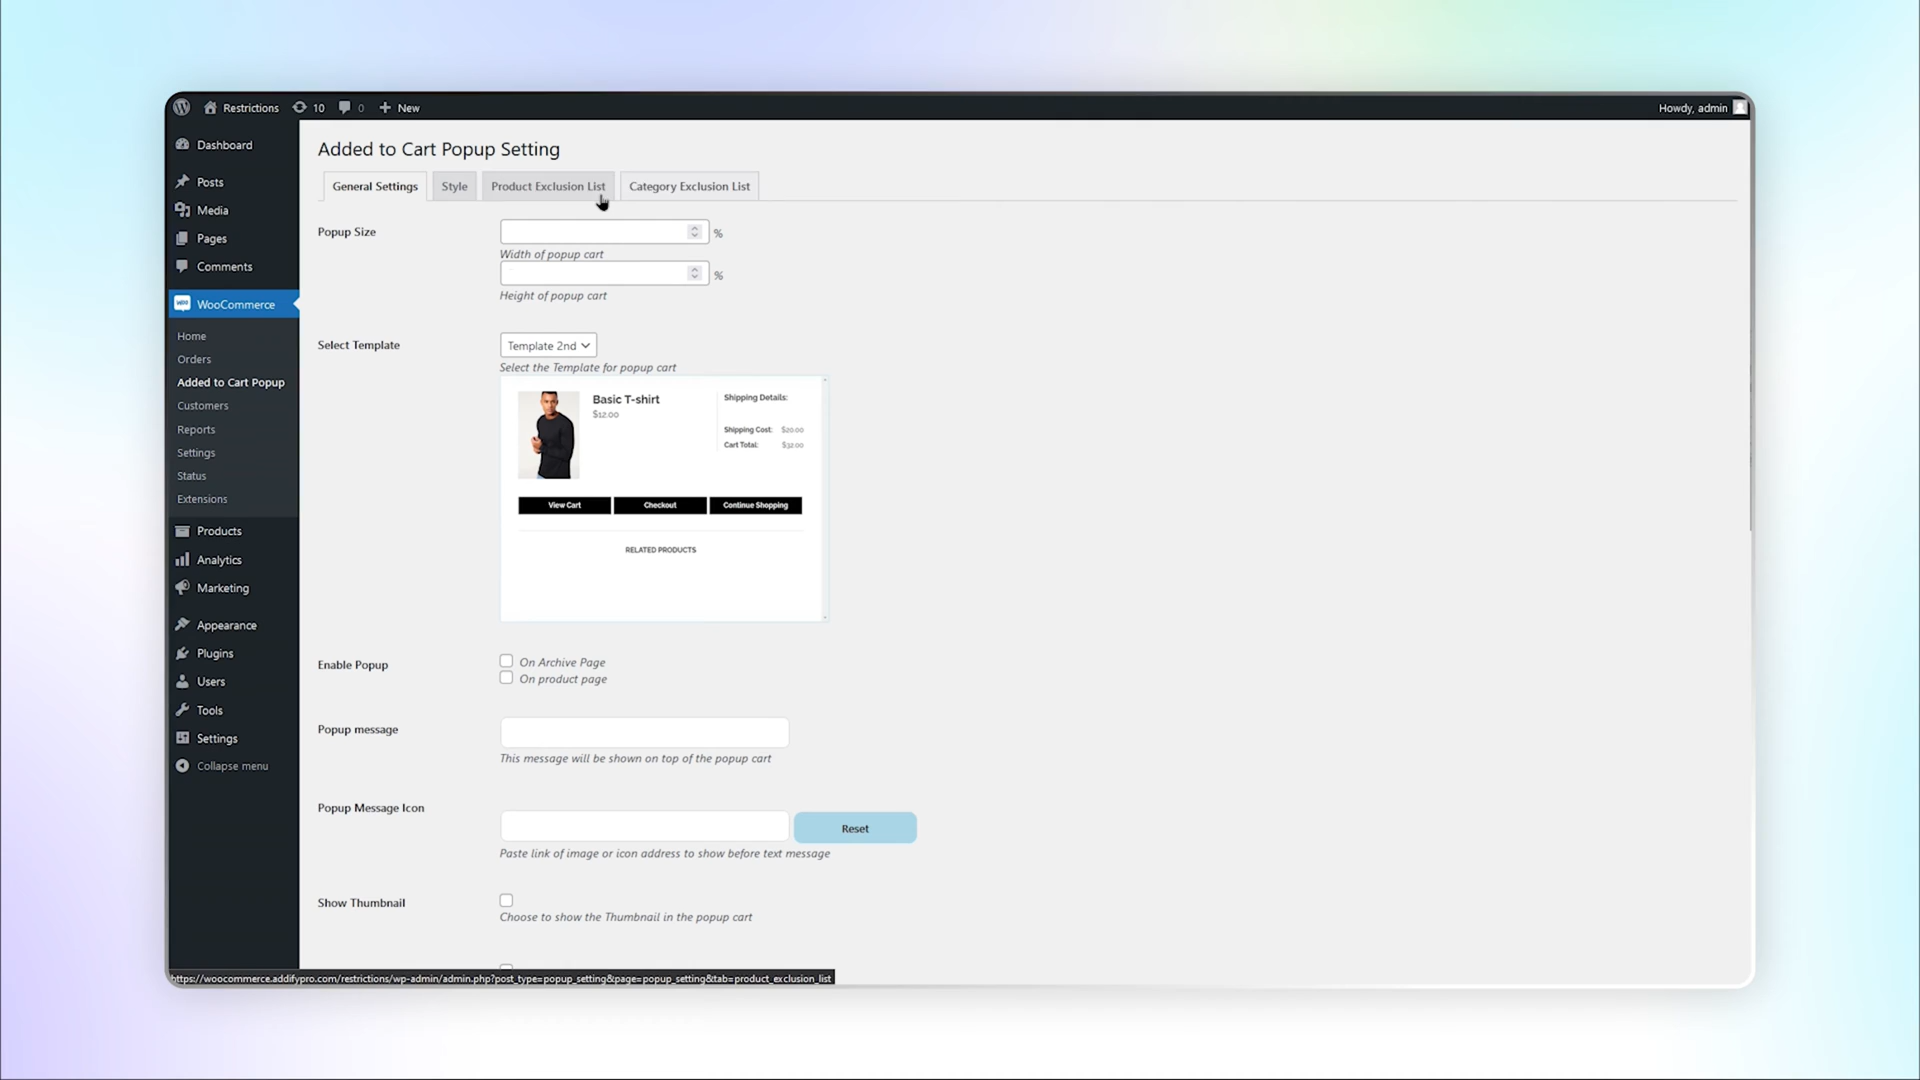 Restrictions 10 0 New Howdy, admin
Dashboard
Posts
Media
Pages
Comments
WooCommerce
Home
Orders
Added to Cart Popup
Customers
Reports
Settings
Status
Extensions
Products
Analytics
Marketing
Appearance
Plugins
Users
Tools
Settings
Collapse menu
Added to Cart Popup Setting
General Settings Style Product Exclusion List Category Exclusion List
Popup Size %
Width of popup cart
%
Height of popup cart
Select Template Template 2nd
Select the Template for popup cart
Basic T-shirt
$12.00
Shipping Details:
Shipping Cost: $20.00
Cart Total: $32.00
View Cart Checkout Continue Shopping
RELATED PRODUCTS
Enable Popup On Archive Page
On product page
Popup message
This message will be shown on top of the popup cart
Popup Message Icon Reset
Paste link of image or icon address to show before text message
Show Thumbnail
Choose to show the Thumbnail in the popup cart
https://woocommerce.addifypro.com/restrictions/wp-admin/admin.php?post_type=popup_setting&page=popup_setting&tab=product_exclusion_list